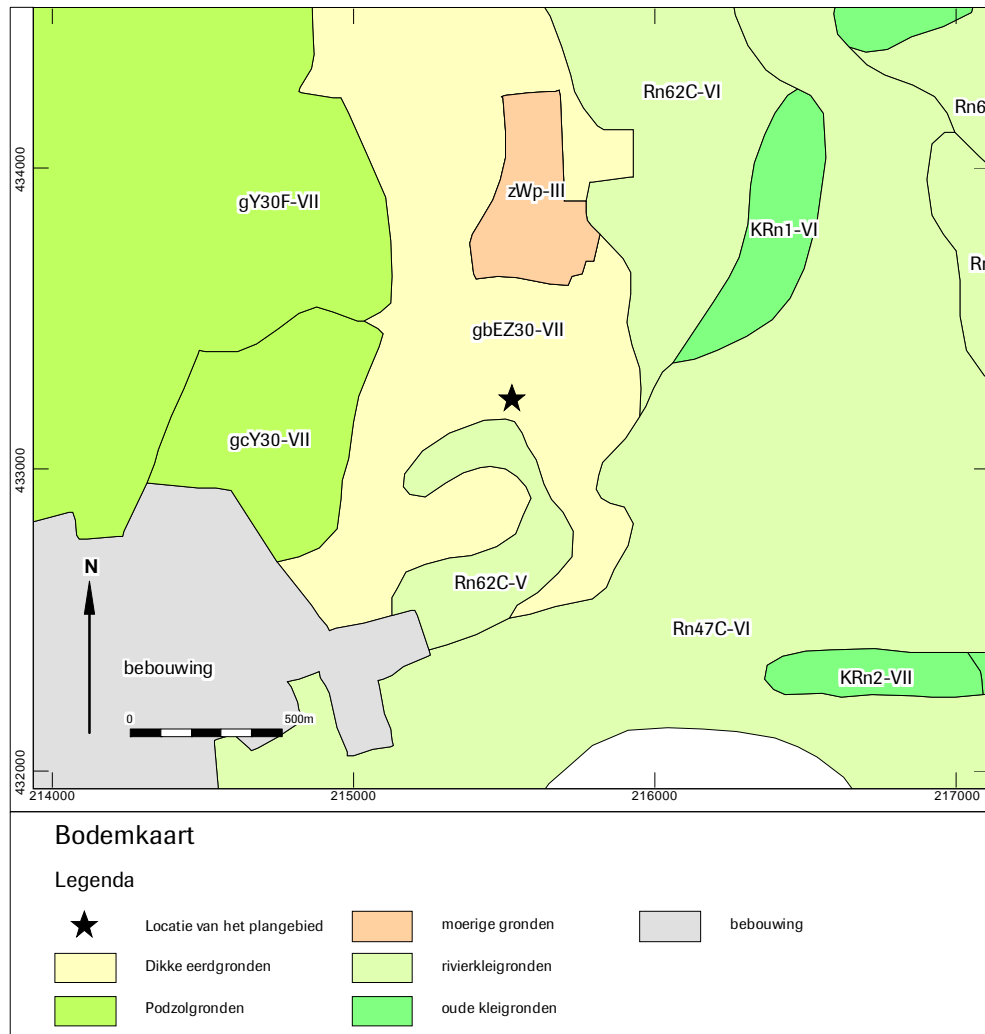 Rn62C-VI
Rn6
434000
gY30F-VII
zWp-III
KRn1-VI
Rn
gbEZ30-VII
gcY30-VII
433000
N
Rn62C-V
Rn47C-VI
bebouwing
KRn2-VII
0 500m
432000
214000 215000 216000 217000
Bodemkaart
Legenda
Locatie van het plangebied moerige gronden bebouwing
Dikke eerdgronden rivierkleigronden
Podzolgronden oude kleigronden